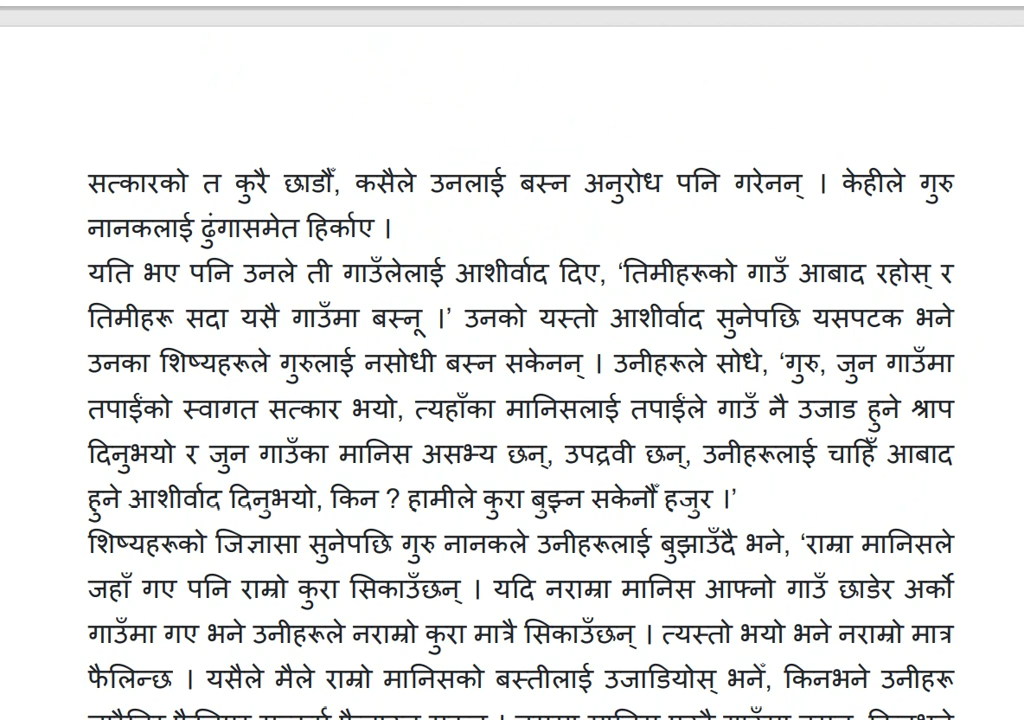 सत्कारको त कुरै छाडौँ, कसैले उनलाई बस्न अनुरोध पनि गरेनन् । केहीले गुरु
नानकलाई ढुंगासमेत हिर्काए ।
यति भए पनि उनले ती गाउँलेलाई आशीर्वाद दिए, ‘तिमीहरूको गाउँ आबाद रहोस् र
तिमीहरू सदा यसै गाउँमा बस्नू ।’ उनको यस्तो आशीर्वाद सुनेपछि यसपटक भने
उनका शिष्यहरूले गुरुलाई नसोधी बस्न सकेनन् । उनीहरूले सोधे, ‘गुरु, जुन गाउँमा
तपाईंको स्वागत सत्कार भयो, त्यहाँका मानिसलाई तपाईंले गाउँ नै उजाड हुने श्राप
दिनुभयो र जुन गाउँका मानिस असभ्य छन्, उपद्रवी छन्, उनीहरूलाई चाहिँ आबाद
हुने आशीर्वाद दिनुभयो, किन ? हामीले कुरा बुझ्न सकेनौँ हजुर ।’
शिष्यहरूको जिज्ञासा सुनेपछि गुरु नानकले उनीहरूलाई बुझाउँदै भने, ‘राम्रा मानिसले
जहाँ गए पनि राम्रो कुरा सिकाउँछन् । यदि नराम्रा मानिस आफ्नो गाउँ छाडेर अर्को
गाउँमा गए भने उनीहरूले नराम्रो कुरा मात्रै सिकाउँछन् । त्यस्तो भयो भने नराम्रो मात्र
फैलिन्छ । यसैले मैले राम्रो मानिसको बस्तीलाई उजाडियोस् भनेँ, किनभने उनीहरू